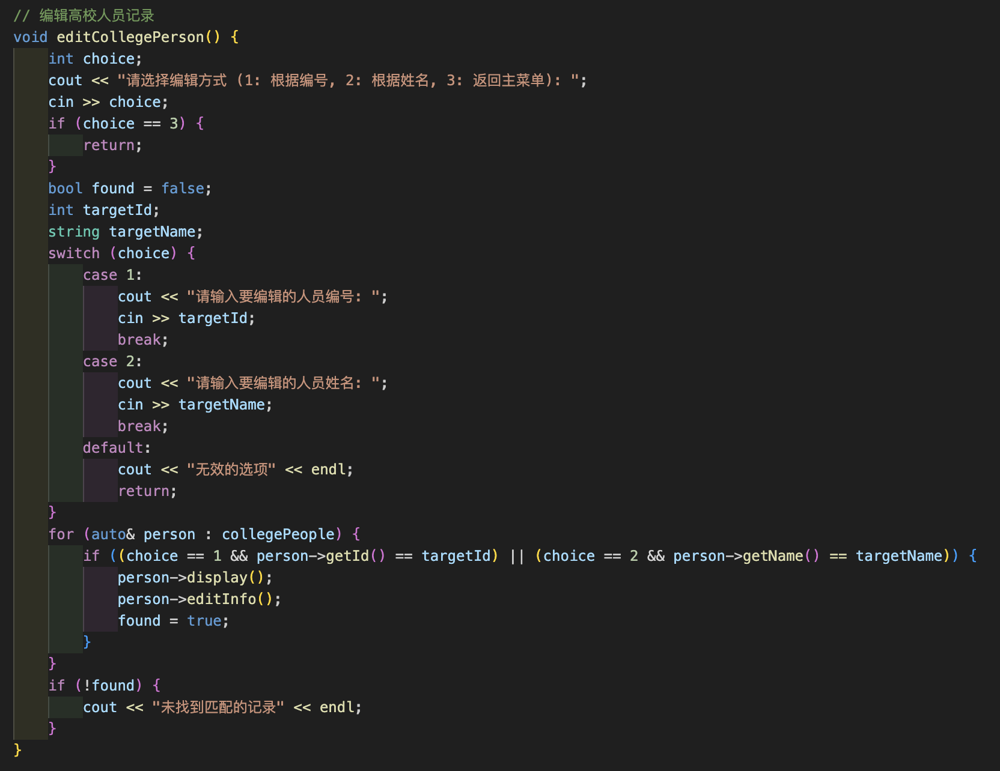 // 编辑高校人员记录
void editCollegePerson() {
    int choice;
    cout << "请选择编辑方式 (1: 根据编号, 2: 根据姓名, 3: 返回主菜单): ";
    cin >> choice;
    if (choice == 3) {
        return;
    }
    bool found = false;
    int targetId;
    string targetName;
    switch (choice) {
        case 1:
            cout << "请输入要编辑的人员编号: ";
            cin >> targetId;
            break;
        case 2:
            cout << "请输入要编辑的人员姓名: ";
            cin >> targetName;
            break;
        default:
            cout << "无效的选项" << endl;
            return;
    }
    for (auto& person : collegePeople) {
        if ((choice == 1 && person->getId() == targetId) || (choice == 2 && person->getName() == targetName)) {
            person->display();
            person->editInfo();
            found = true;
        }
    }
    if (!found) {
        cout << "未找到匹配的记录" << endl;
    }
}